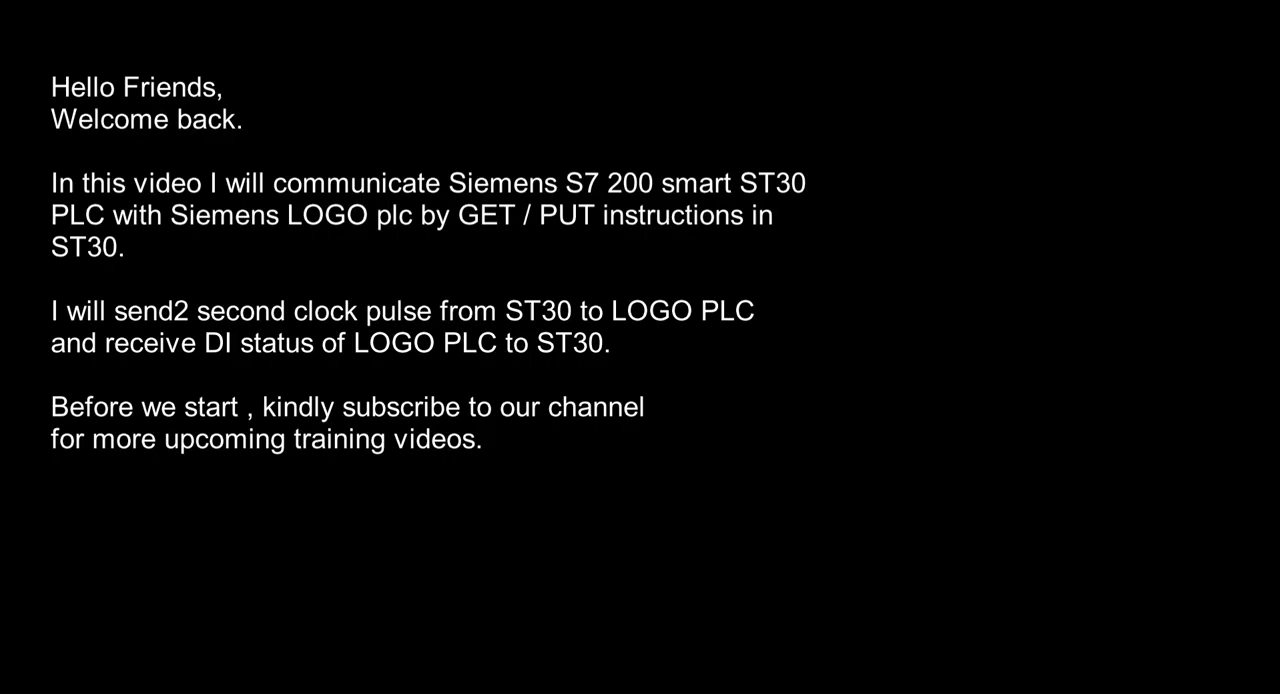 Hello Friends,
Welcome back.
In this video I will communicate Siemens S7 200 smart ST30
PLC with Siemens LOGO plc by GET / PUT instructions in
ST30.
I will send2 second clock pulse from ST30 to LOGO PLC
and receive DI status of LOGO PLC to ST30.
Before we start , kindly subscribe to our channel
for more upcoming training videos.